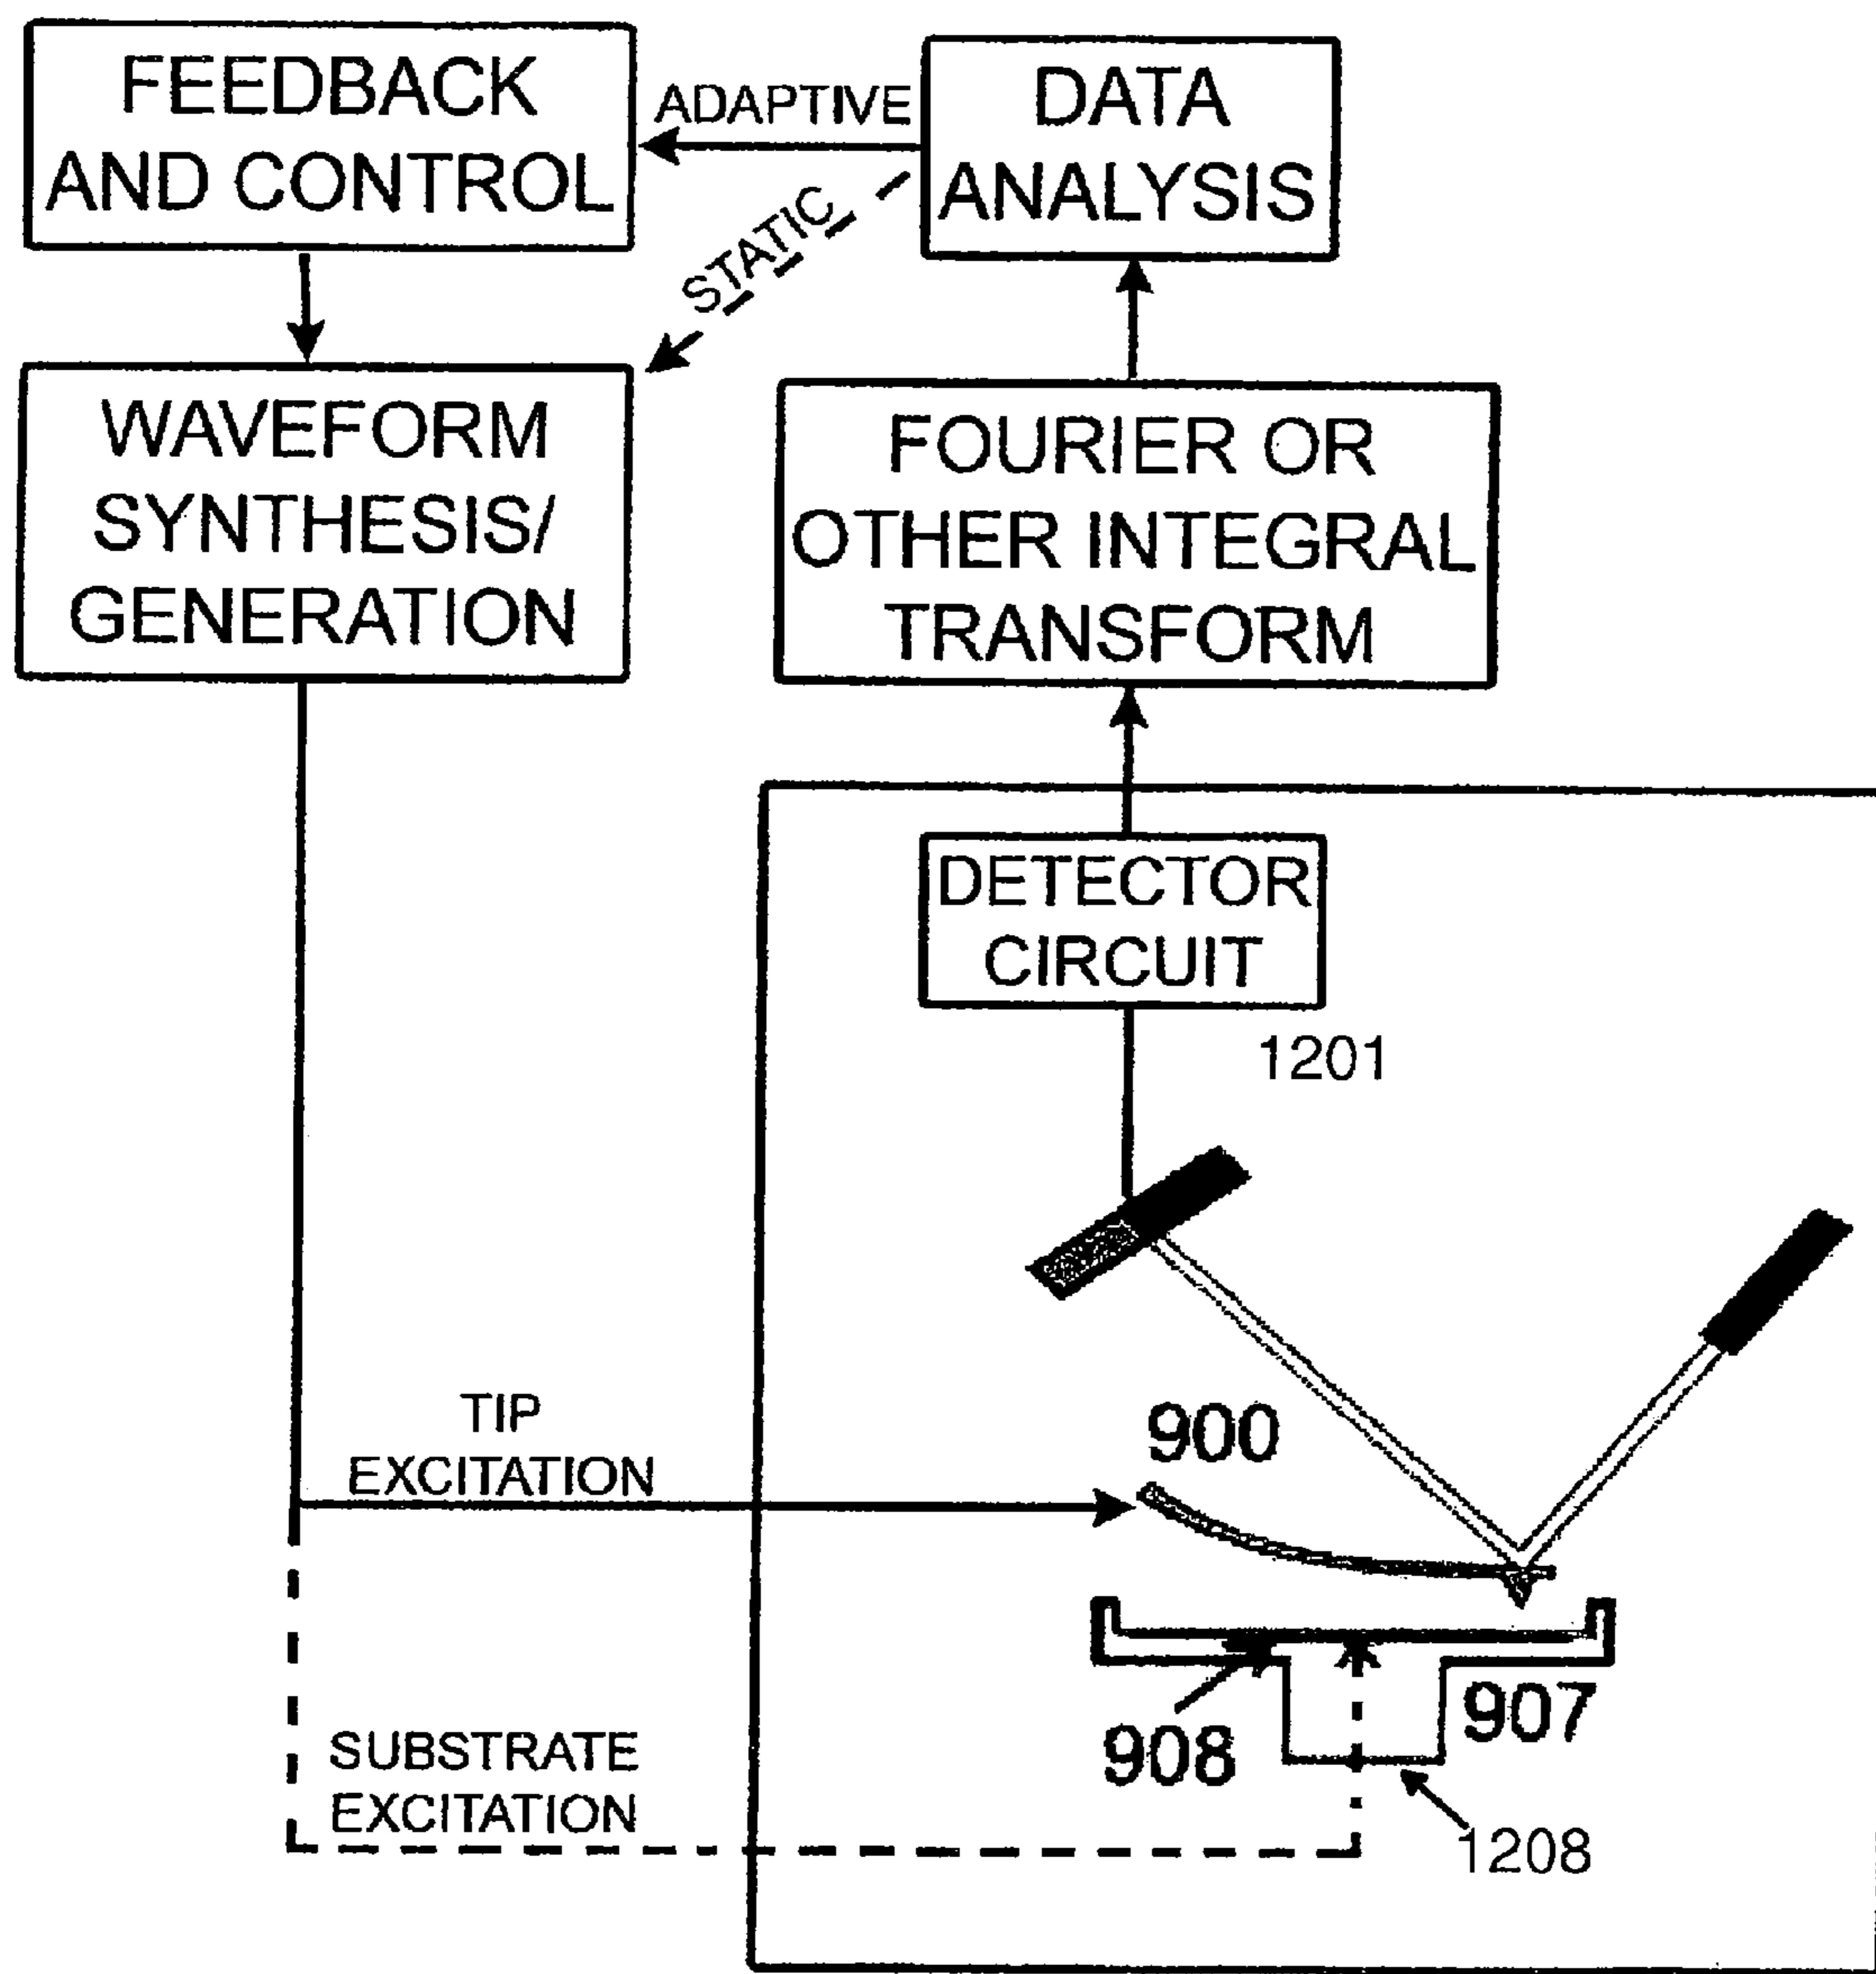 FEEDBACK
AND CONTROL
ADAPTIVE
DATA
ANALYSIS
STATIC
WAVEFORM
SYNTHESIS/
GENERATION
FOURIER OR
OTHER INTEGRAL
TRANSFORM
DETECTOR
CIRCUIT
1201
TIP
EXCITATION
900
SUBSTRATE
EXCITATION
908
907
1208